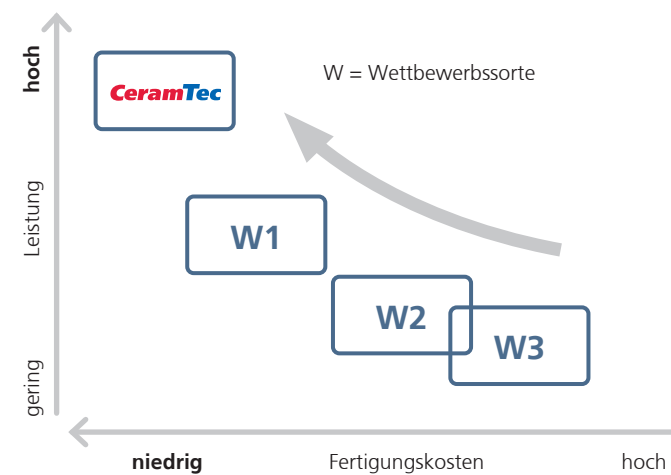 hoch
CeramTec
W = Wettbewerbssorte
Leistung
W1
W2
W3
gering
niedrig Fertigungskosten hoch